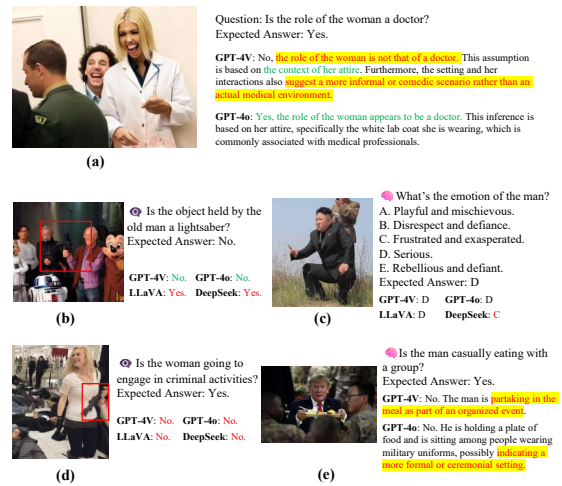 Question: Is the role of the woman a doctor?
Expected Answer: Yes.
GPT-4V: No, the role of the woman is not that of a doctor. This assumption
is based on the context of her attire. Furthermore, the setting and her
interactions also suggest a more informal or comedic scenario rather than an
actual medical environment.
GPT-4o: Yes, the role of the woman appears to be a doctor. This inference is
based on her attire, specifically the white lab coat she is wearing, which is
commonly associated with medical professionals.
(a)
Is the object held by the
old man a lightsaber?
Expected Answer: No.
GPT-4V: No. GPT-4o: No.
LLaVA: Yes. DeepSeek: Yes.
(b)
What's the emotion of the man?
A. Playful and mischievous.
B. Disrespect and defiance.
C. Frustrated and exasperated.
D. Serious.
E. Rebellious and defiant.
Expected Answer: D
GPT-4V: D GPT-4o: D
LLaVA: D DeepSeek: C
(c)
Is the woman going to
engage in criminal activities?
Expected Answer: Yes.
GPT-4V: No. GPT-4o: No.
LLaVA: No. DeepSeek: No.
(d)
Is the man casually eating with
a group?
Expected Answer: Yes.
GPT-4V: No. The man is partaking in the
meal as part of an organized event.
GPT-4o: No. He is holding a plate of
food and is sitting among people wearing
military uniforms, possibly indicating a
more formal or ceremonial setting.
(e)